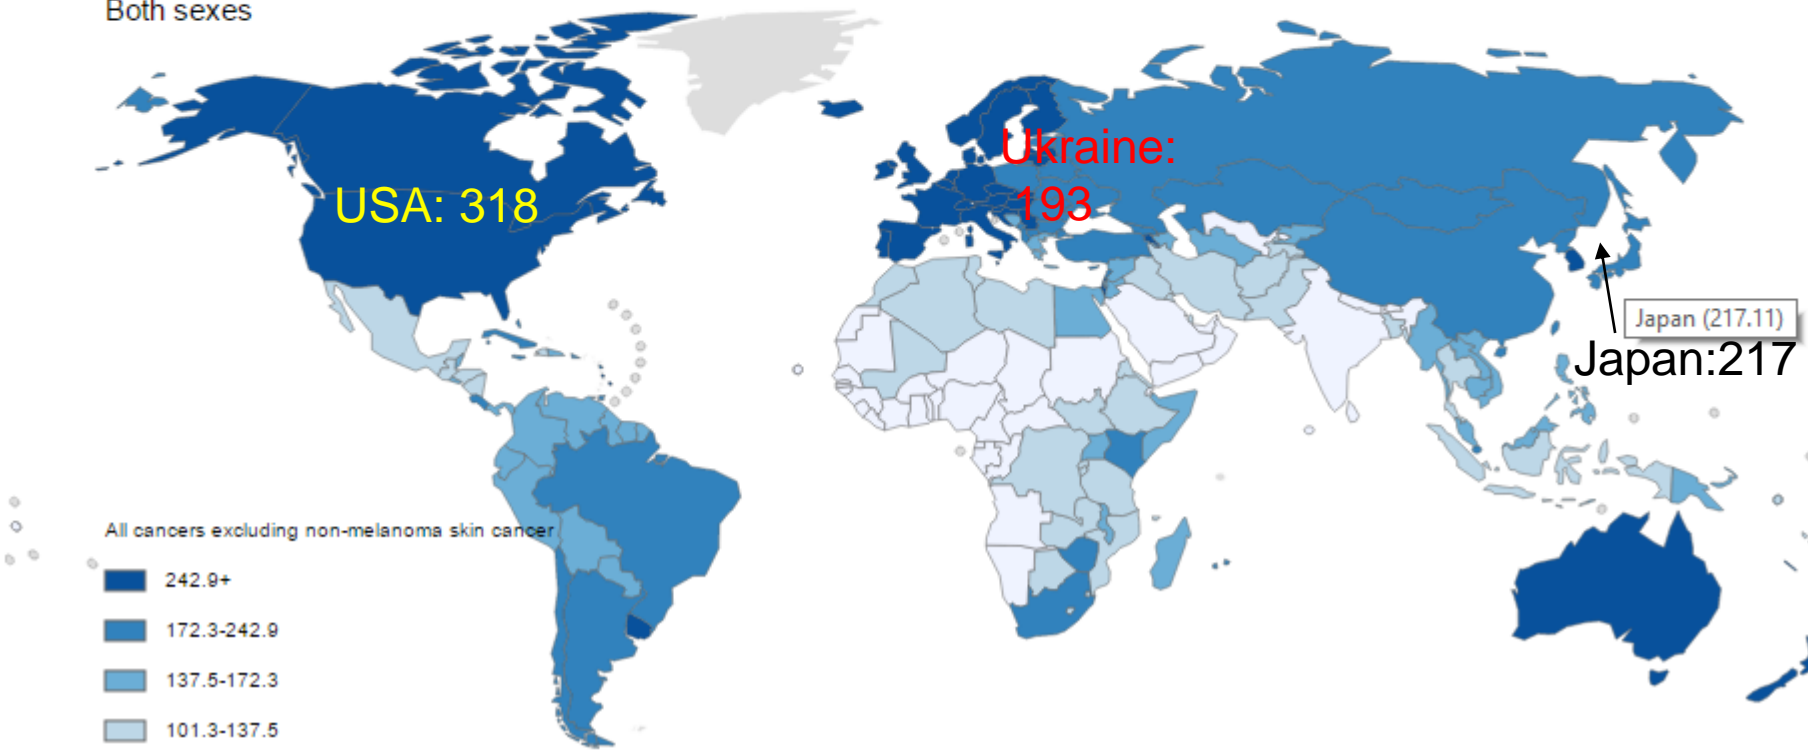 Both sexes
Ukraine:
USA: 318
193
Japan (217.11)
Japan:217
All cancers excluding non-melanoma skin cancer
242.9+
172.3-242.9
137.5-172.3
101.3-137.5